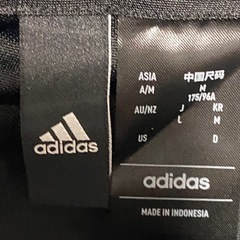 adidas
ASIA 中国尺码
A/M M
175/96A
AU/NZ J KR
L M
US D
adidas
MADE IN INDONESIA